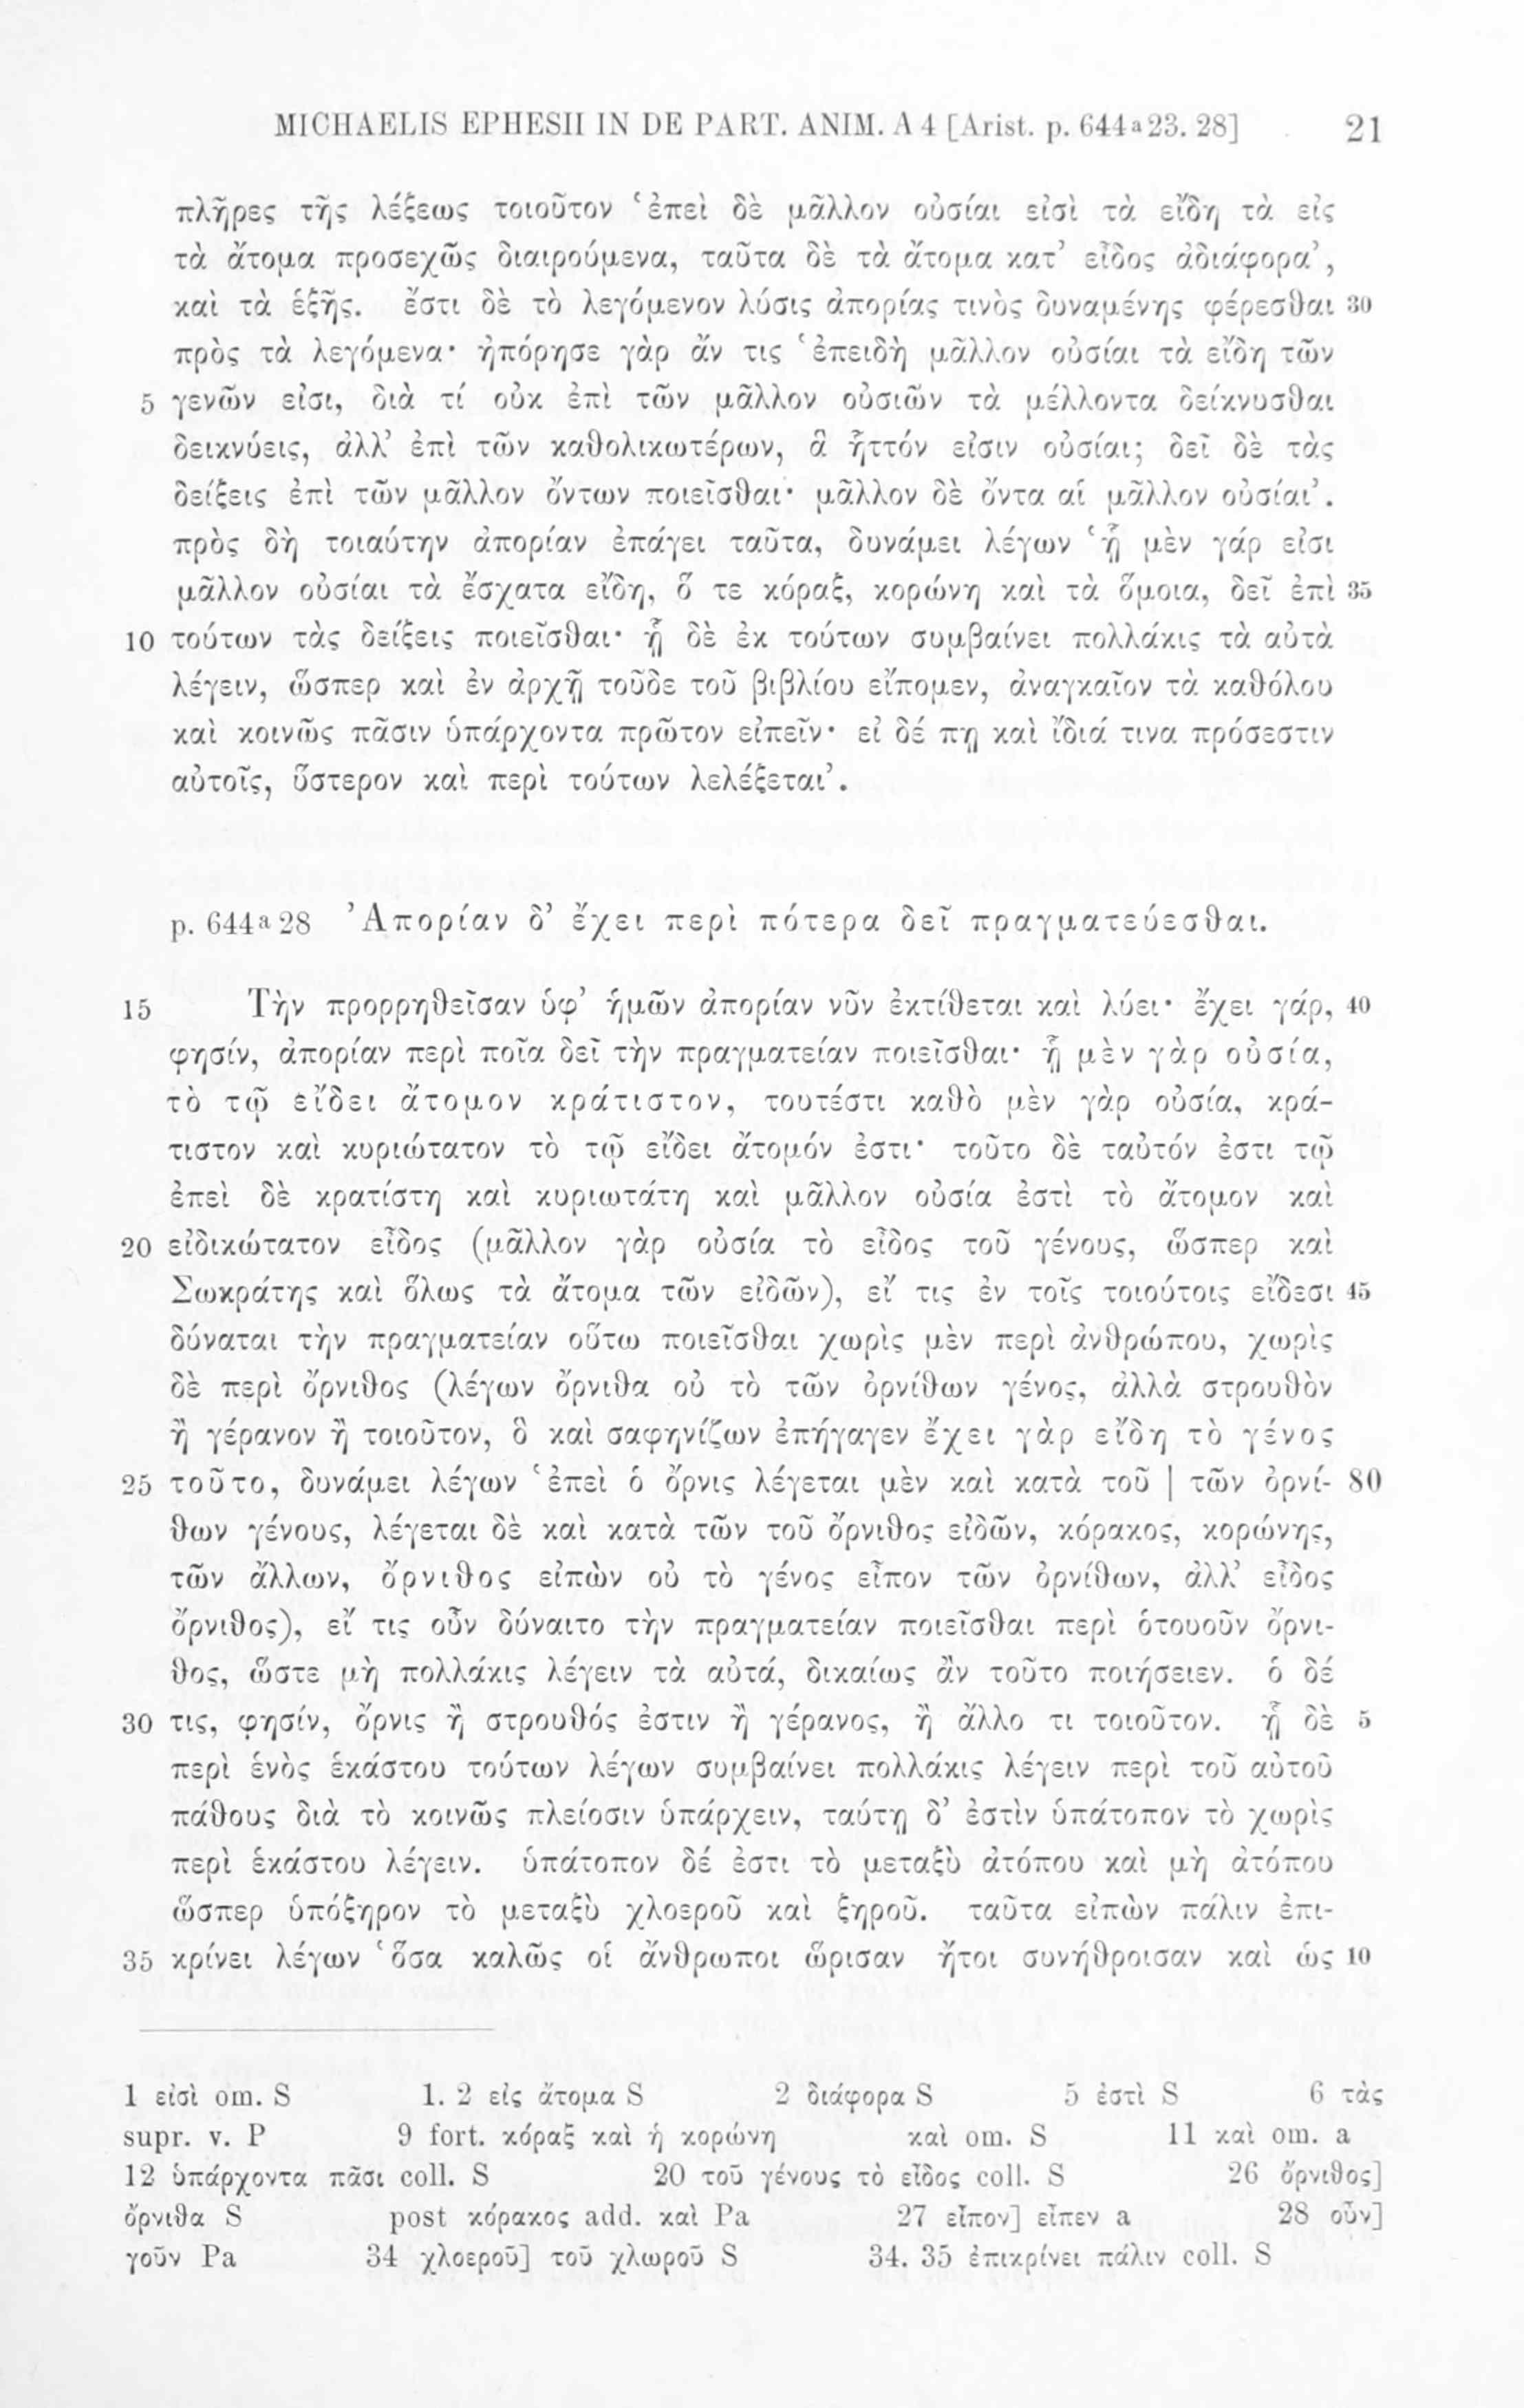 MICHAELIS EPHESII IN DE PART. ANIM. A 4 [Arist. p. 644a23. 28] 21
πλῆρες τῆς λέξεως τοιοῦτον ‘ἐπεὶ δὲ μᾶλλον οὐσίαι εἰσὶ τὰ εἴδη τὰ εἰς
τὰ ἄτομα προσεχῶς διαιρούμενα, ταῦτα δὲ τὰ ἄτομα κατ’ εἶδος ἀδιάφορα’,
καὶ τὰ ἑξῆς. ἔστι δὲ τὸ λεγόμενον λύσις ἀπορίας τινὸς δυναμένης φέρεσθαι 30
πρὸς τὰ λεγόμενα· ἠπόρησε γὰρ ἄν τις ‘ἐπειδὴ μᾶλλον οὐσίαι τὰ εἴδη τῶν
5 γενῶν εἰσι, διὰ τί οὐκ ἐπὶ τῶν μᾶλλον οὐσιῶν τὰ μέλλοντα δείκνυσθαι
δεικνύεις, ἀλλ’ ἐπὶ τῶν καθολικωτέρων, ἃ ἧττόν εἰσιν οὐσίαι; δεῖ δὲ τὰς
δείξεις ἐπὶ τῶν μᾶλλον ὄντων ποιεῖσθαι· μᾶλλον δὲ ὄντα αἱ μᾶλλον οὐσίαι’.
πρὸς δὴ τοιαύτην ἀπορίαν ἐπάγει ταῦτα, δυνάμει λέγων ‘ᾗ μὲν γάρ εἰσι
μᾶλλον οὐσίαι τὰ ἔσχατα εἴδη, ὅ τε κόραξ, κορώνη καὶ τὰ ὅμοια, δεῖ ἐπὶ 35
10 τούτων τὰς δείξεις ποιεῖσθαι· ᾗ δὲ ἐκ τούτων συμβαίνει πολλάκις τὰ αὐτὰ
λέγειν, ὥσπερ καὶ ἐν ἀρχῇ τοῦδε τοῦ βιβλίου εἴπομεν, ἀναγκαῖον τὰ καθόλου
καὶ κοινῶς πᾶσιν ὑπάρχοντα πρῶτον εἰπεῖν· εἰ δέ πῃ καὶ ἴδιά τινα πρόσεστιν
αὐτοῖς, ὕστερον καὶ περὶ τούτων λελέξεται’.
p. 644a28 Ἀπορίαν δ’ ἔχει περὶ πότερα δεῖ πραγματεύεσθαι.
15 Τὴν προρρηθεῖσαν ὑφ’ ἡμῶν ἀπορίαν νῦν ἐκτίθεται καὶ λύει· ἔχει γάρ, 40
φησίν, ἀπορίαν περὶ ποῖα δεῖ τὴν πραγματείαν ποιεῖσθαι· ᾗ μὲν γὰρ οὐσία,
τὸ τῷ εἴδει ἄτομον κράτιστον, τουτέστι καθὸ μὲν γὰρ οὐσία, κρά-
τιστον καὶ κυριώτατον τὸ τῷ εἴδει ἄτομόν ἐστι· τοῦτο δὲ ταὐτόν ἐστι τῷ
ἐπεὶ δὲ κρατίστη καὶ κυριωτάτη καὶ μᾶλλον οὐσία ἐστὶ τὸ ἄτομον καὶ
20 εἰδικώτατον εἶδος (μᾶλλον γὰρ οὐσία τὸ εἶδος τοῦ γένους, ὥσπερ καὶ
Σωκράτης καὶ ὅλως τὰ ἄτομα τῶν εἰδῶν), εἴ τις ἐν τοῖς τοιούτοις εἴδεσι 45
δύναται τὴν πραγματείαν οὕτω ποιεῖσθαι χωρὶς μὲν περὶ ἀνθρώπου, χωρὶς
δὲ περὶ ὄρνιθος (λέγων ὄρνιθα οὐ τὸ τῶν ὀρνίθων γένος, ἀλλὰ στρουθὸν
ἢ γέρανον ἢ τοιοῦτον, ὃ καὶ σαφηνίζων ἐπήγαγεν ἔχει γὰρ εἴδη τὸ γένος
25 τοῦτο, δυνάμει λέγων ‘ἐπεὶ ὁ ὄρνις λέγεται μὲν καὶ κατὰ τοῦ | τῶν ὀρνί- 80
θων γένους, λέγεται δὲ καὶ κατὰ τῶν τοῦ ὄρνιθος εἰδῶν, κόρακος, κορώνης,
τῶν ἄλλων, ὄρνιθος εἰπὼν οὐ τὸ γένος εἶπον τῶν ὀρνίθων, ἀλλ’ εἶδος
ὄρνιθος), εἴ τις οὖν δύναιτο τὴν πραγματείαν ποιεῖσθαι περὶ ὁτουοῦν ὄρνι-
θος, ὥστε μὴ πολλάκις λέγειν τὰ αὐτά, δικαίως ἂν τοῦτο ποιήσειεν. ὁ δέ
30 τις, φησίν, ὄρνις ἢ στρουθός ἐστιν ἢ γέρανος, ἢ ἄλλο τι τοιοῦτον. ᾗ δὲ 5
περὶ ἑνὸς ἑκάστου τούτων λέγων συμβαίνει πολλάκις λέγειν περὶ τοῦ αὐτοῦ
πάθους διὰ τὸ κοινῶς πλείοσιν ὑπάρχειν, ταύτῃ δ’ ἐστὶν ὑπάτοπον τὸ χωρὶς
περὶ ἑκάστου λέγειν. ὑπάτοπον δέ ἐστι τὸ μεταξὺ ἀτόπου καὶ μὴ ἀτόπου
ὥσπερ ὑπόξηρον τὸ μεταξὺ χλοεροῦ καὶ ξηροῦ. ταῦτα εἰπὼν πάλιν ἐπι-
35 κρίνει λέγων ‘ὅσα καλῶς οἱ ἄνθρωποι ὥρισαν ἤτοι συνήθροισαν καὶ ὡς 10
1 εἰσὶ om. S 1. 2 εἰς ἄτομα S 2 διάφορα S 5 ἐστὶ S 6 τὰς
supr. v. P 9 fort. κόραξ καὶ ἡ κορώνη καὶ om. S 11 καὶ om. a
12 ὑπάρχοντα πᾶσι coll. S 20 τοῦ γένους τὸ εἶδος coll. S 26 ὄρνιθος]
ὄρνιθα S post κόρακος add. καὶ Pa 27 εἶπον] εἶπεν a 28 οὖν]
γοῦν Pa 34 χλοεροῦ] τοῦ χλωροῦ S 34. 35 ἐπικρίνει πάλιν coll. S